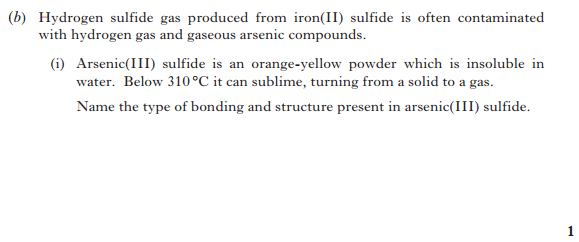 (b) Hydrogen sulfide gas produced from iron(II) sulfide is often contaminated
with hydrogen gas and gaseous arsenic compounds.
(i) Arsenic(III) sulfide is an orange-yellow powder which is insoluble in
water. Below 310 °C it can sublime, turning from a solid to a gas.
Name the type of bonding and structure present in arsenic(III) sulfide.
1